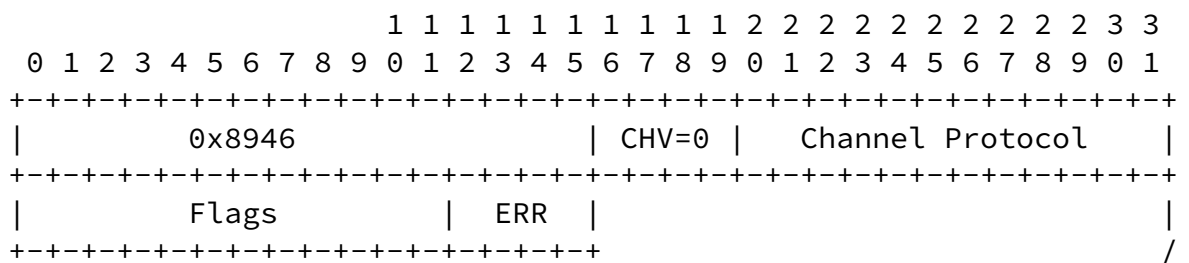 1 1 1 1 1 1 1 1 1 1 2 2 2 2 2 2 2 2 2 2 3 3
 0 1 2 3 4 5 6 7 8 9 0 1 2 3 4 5 6 7 8 9 0 1 2 3 4 5 6 7 8 9 0 1
+-+-+-+-+-+-+-+-+-+-+-+-+-+-+-+-+-+-+-+-+-+-+-+-+-+-+-+-+-+-+-+-+
|         0x8946                | CHV=0 |   Channel Protocol    |
+-+-+-+-+-+-+-+-+-+-+-+-+-+-+-+-+-+-+-+-+-+-+-+-+-+-+-+-+-+-+-+-+
|         Flags         |  ERR  |                               |
+-+-+-+-+-+-+-+-+-+-+-+-+-+-+-+-+                               /